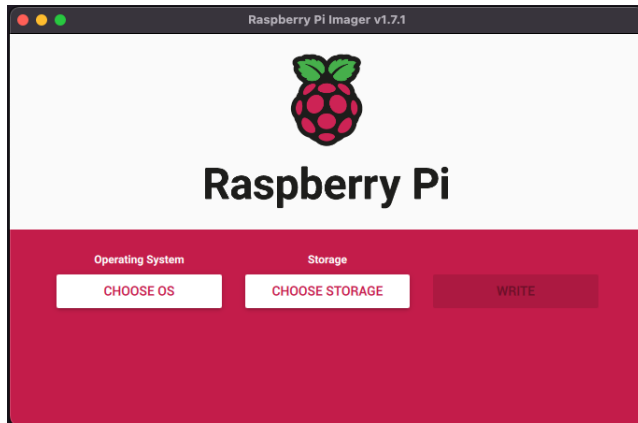 Raspberry Pi Imager v1.7.1
Raspberry Pi
Operating System
Storage
CHOOSE OS
CHOOSE STORAGE
WRITE